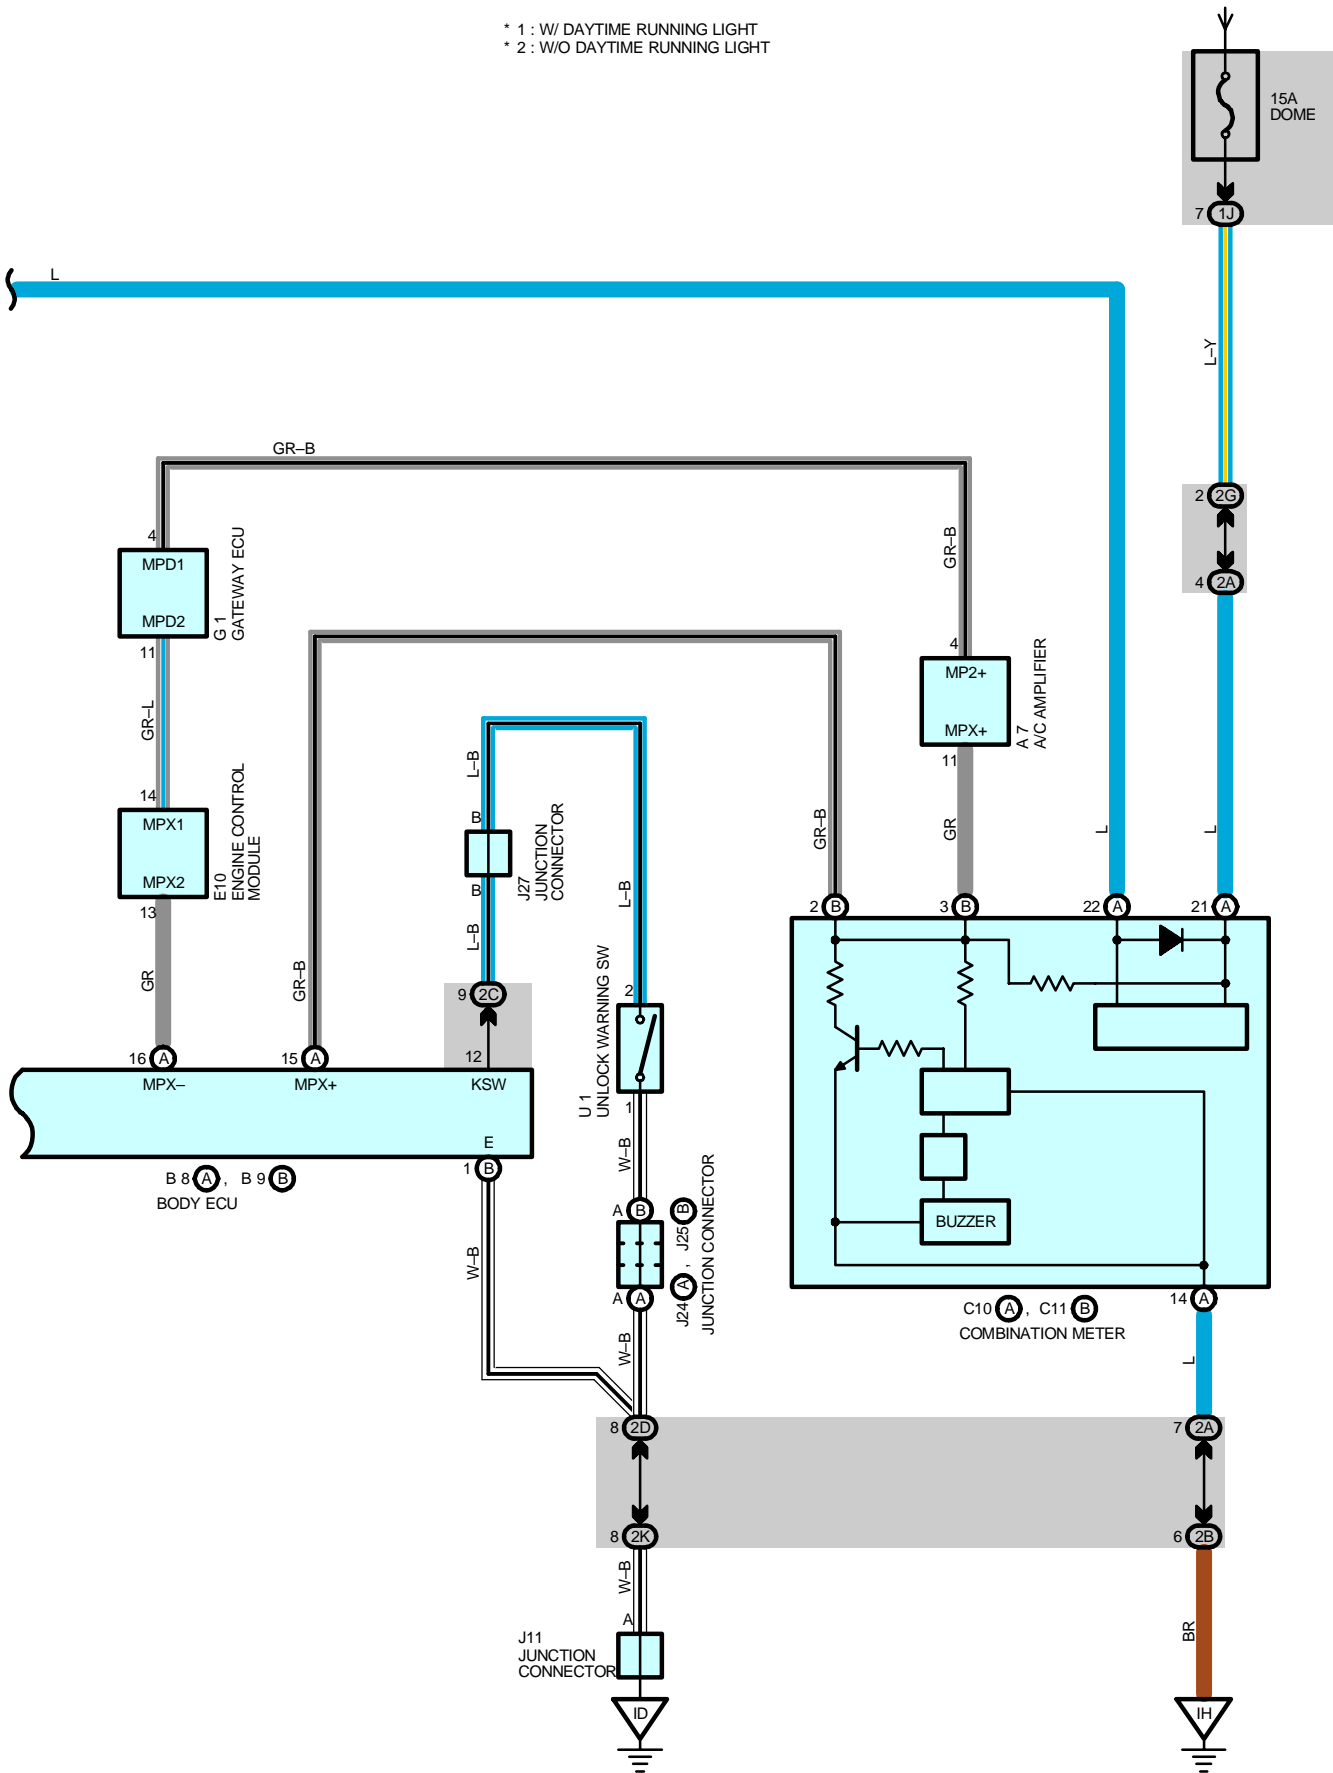 * 1 : W/ DAYTIME RUNNING LIGHT
* 2 : W/O DAYTIME RUNNING LIGHT
15A
DOME
7 1J
L
L–Y
GR–B
2 2G
4 2A
4
MPD1
MPD2
11
G 1
GATEWAY ECU
GR–B
4
MP2+
MPX+
11
A 7
A/C AMPLIFIER
GR–L
14
MPX1
MPX2
13
E10
ENGINE CONTROL
MODULE
L–B
B
B
J27
JUNCTION
CONNECTOR
L–B
L–B
GR–B
GR
L
L
2 B
3 B
22 A
21 A
GR
GR–B
9 2C
12
2
1
U 1
UNLOCK WARNING SW
16 A
15 A
MPX–
MPX+
KSW
E
1 B
B 8 A , B 9 B
BODY ECU
W–B
A B
A A
J24 A , J25 B
JUNCTION CONNECTOR
BUZZER
W–B
W–B
C10 A , C11 B
COMBINATION METER
14 A
L
8 2D
7 2A
8 2K
6 2B
W–B
A
J11
JUNCTION
CONNECTOR
BR
ID
IH